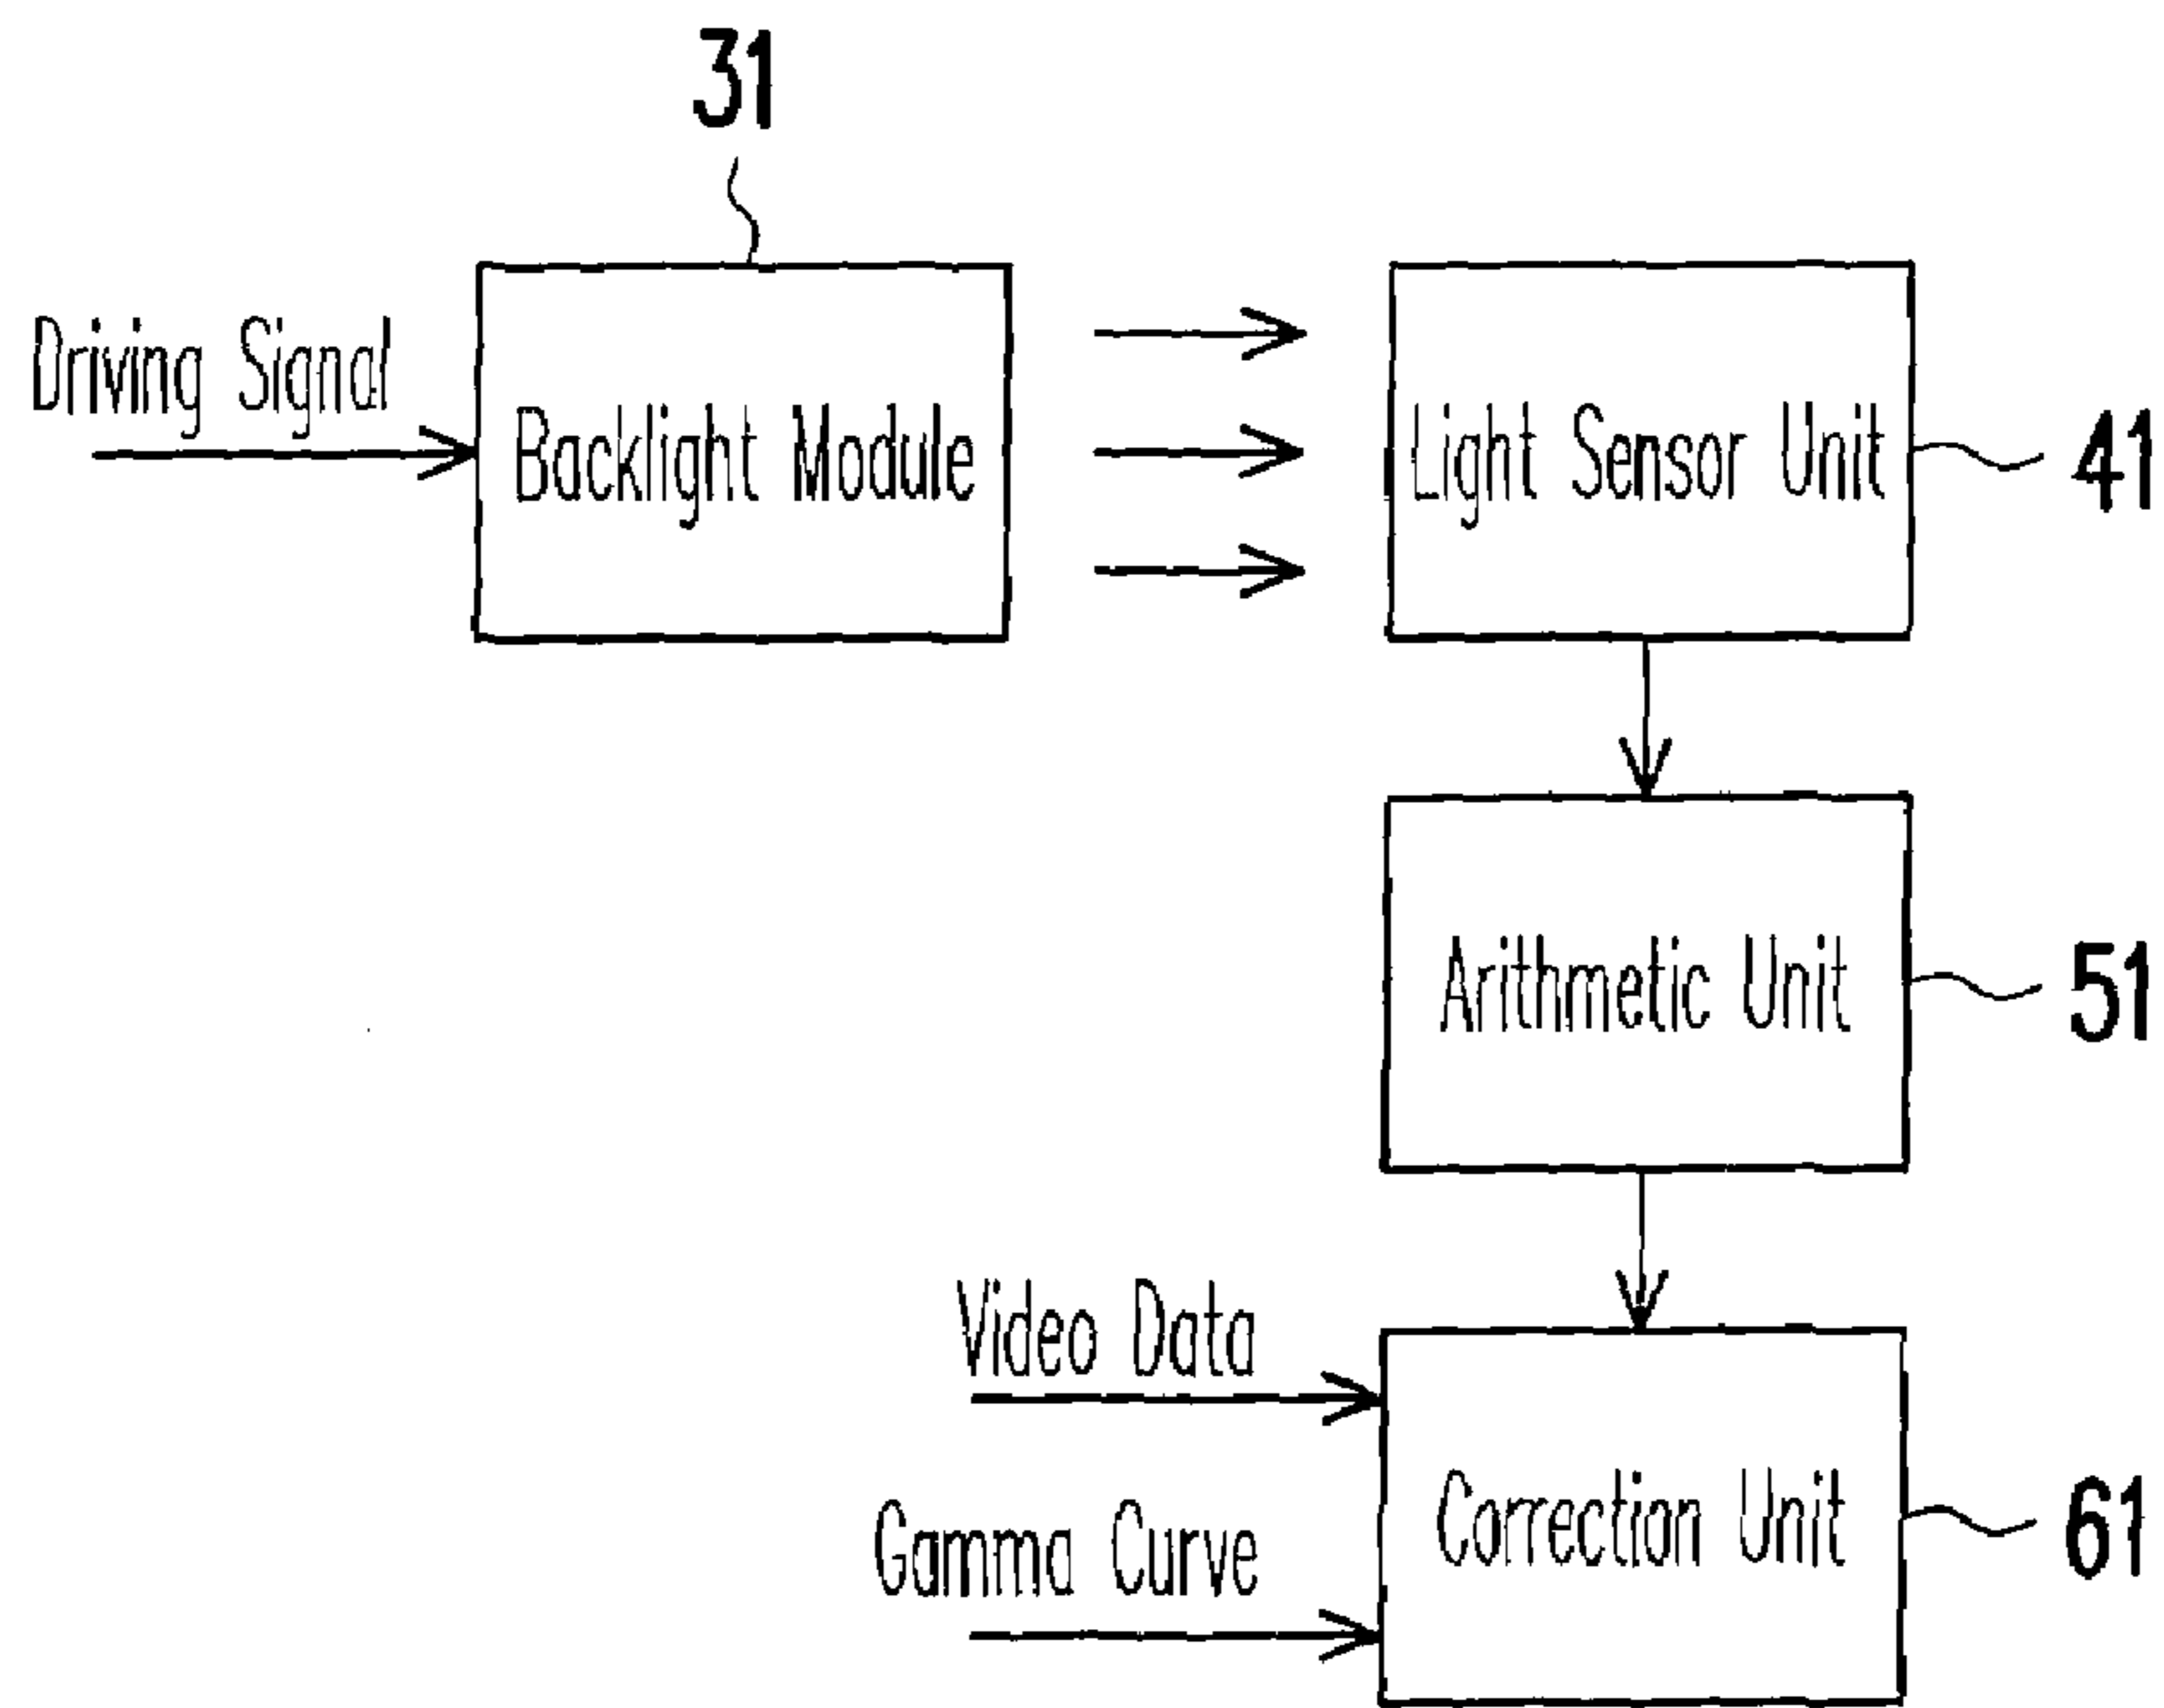 31
Driving Signal
Backlight Module
Light Sensor Unit
41
Arithmetic Unit
51
Video Data
Gamma Curve
Correction Unit
61